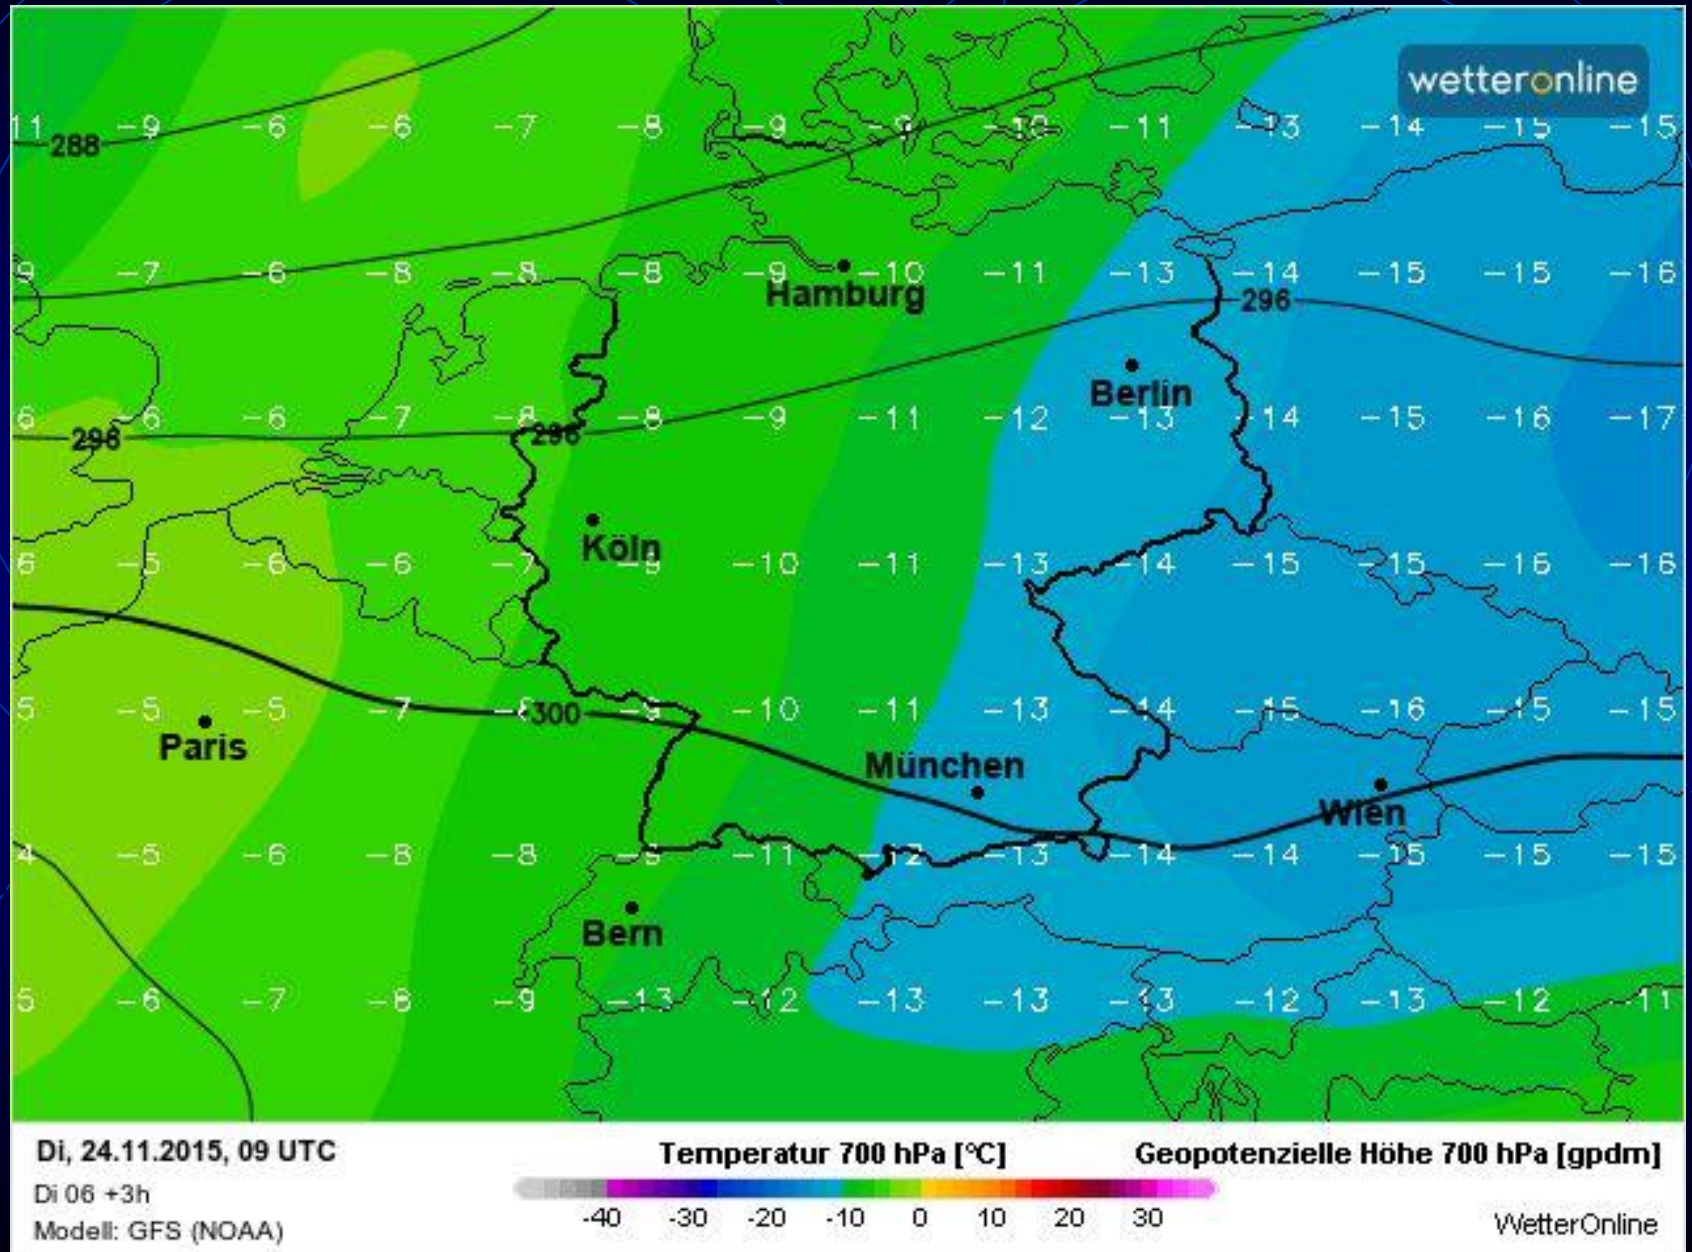 wetteronline
11 -9 -6 -6 -7 -8 -9 -9 -10 -11 -13 -14 -15 -15
288
9 -7 -6 -8 -8 -8 -9 -10 -11 -13 -14 -15 -15 -16
Hamburg
296
Berlin
6 -6 -6 -7 -8 -8 -9 -11 -12 -13 -14 -15 -16 -17
296 296
Köln
6 -5 -6 -6 -7 -9 -10 -11 -13 -14 -15 -15 -16 -16
5 -5 -5 -7 -8 300 -9 -10 -11 -13 -14 -15 -16 -15 -15
Paris
München
Wien
4 -5 -6 -8 -8 -11 -12 -13 -14 -14 -15 -15 -15
Bern
5 -6 -7 -8 -9 -13 -12 -13 -13 -13 -12 -13 -12 -11
Di, 24.11.2015, 09 UTC
Temperatur 700 hPa [°C]
Geopotenzielle Höhe 700 hPa [gpdm]
Di 06 +3h
-40 -30 -20 -10 0 10 20 30
Modell: GFS (NOAA)
WetterOnline